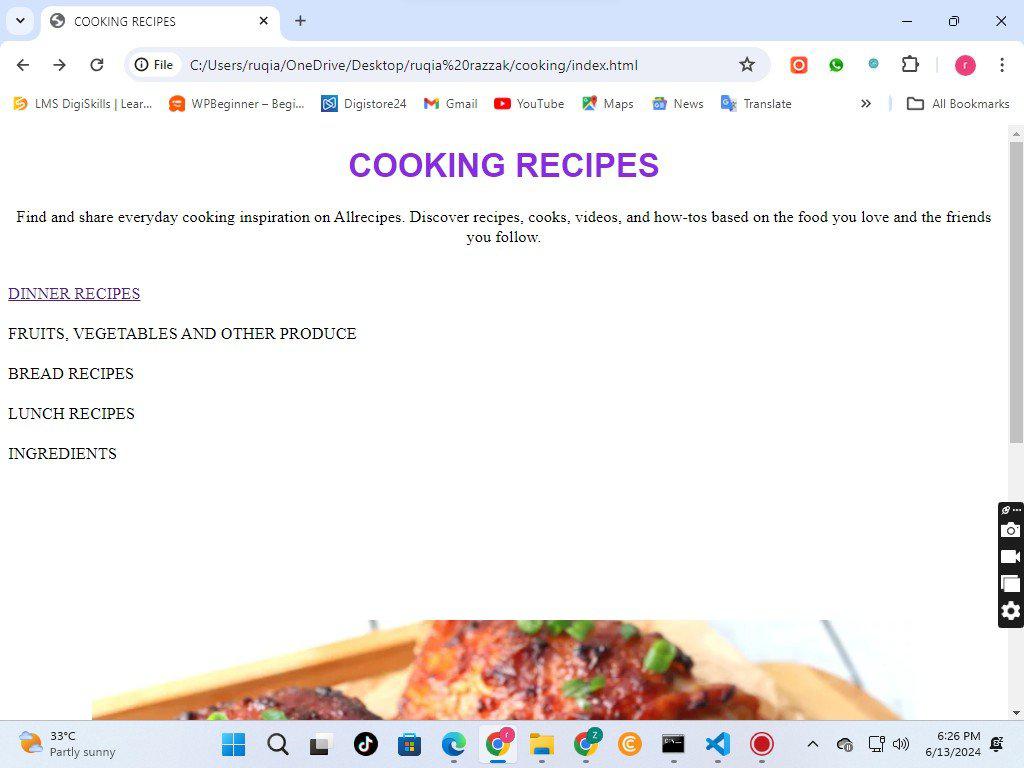 COOKING RECIPES
File C:/Users/ruqia/OneDrive/Desktop/ruqia%20razzak/cooking/index.html
r
LMS DigiSkills | Lear... WPBeginner – Begi... Digistore24 Gmail YouTube Maps News Translate » All Bookmarks
COOKING RECIPES
Find and share everyday cooking inspiration on Allrecipes. Discover recipes, cooks, videos, and how-tos based on the food you love and the friends
you follow.
DINNER RECIPES
FRUITS, VEGETABLES AND OTHER PRODUCE
BREAD RECIPES
LUNCH RECIPES
INGREDIENTS
33°C
Partly sunny
r
Z
6:26 PM
6/13/2024